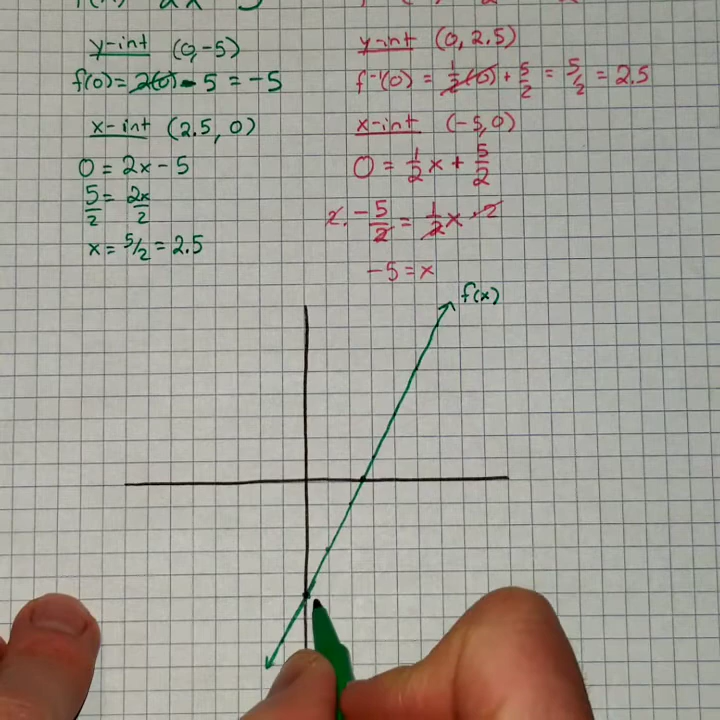 y-int (0,-5)
f(0) = 2(0) - 5 = -5
x-int (2.5, 0)
0 = 2x - 5
5/2 = 2x/2
x = 5/2 = 2.5
y-int (0, 2.5)
f⁻¹(0) = 1/2(0) + 5/2 = 5/2 = 2.5
x-int (-5,0)
0 = 1/2x + 5/2
2·-5/2 = 1/2x·2
-5 = x
f(x)